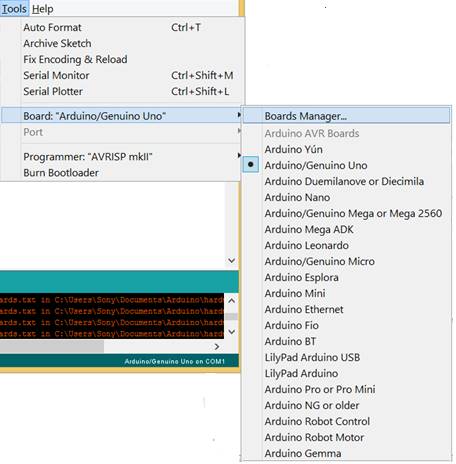 Tools Help
Auto Format Ctrl+T
Archive Sketch
Fix Encoding & Reload
Serial Monitor Ctrl+Shift+M
Serial Plotter Ctrl+Shift+L
Board: "Arduino/Genuino Uno"
Port
Programmer: "AVRISP mkII"
Burn Bootloader
Boards Manager...
Arduino AVR Boards
Arduino Yún
Arduino/Genuino Uno
Arduino Duemilanove or Diecimila
Arduino Nano
Arduino/Genuino Mega or Mega 2560
Arduino Mega ADK
Arduino Leonardo
Arduino/Genuino Micro
Arduino Esplora
Arduino Mini
Arduino Ethernet
Arduino Fio
Arduino BT
LilyPad Arduino USB
LilyPad Arduino
Arduino Pro or Pro Mini
Arduino NG or older
Arduino Robot Control
Arduino Robot Motor
Arduino Gemma
ards.txt in C:\Users\Sony\Documents\Arduino\hard
ards.txt in C:\Users\Sony\Documents\Arduino\hard
ards.txt in C:\Users\Sony\Documents\Arduino\hard
ards.txt in C:\Users\Sony\Documents\Arduino\hard
Arduino/Genuino Uno on COM1